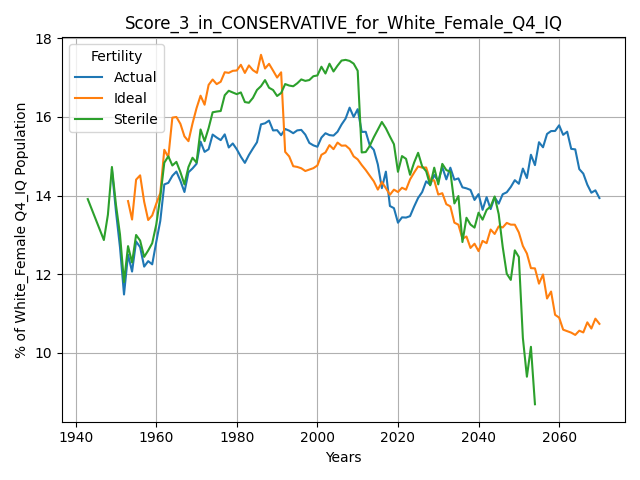 Score_3_in_CONSERVATIVE_for_White_Female_Q4_IQ
Fertility
Actual
Ideal
Sterile
% of White_Female Q4_IQ Population
18
16
14
12
10
1940
1960
1980
2000
2020
2040
2060
Years